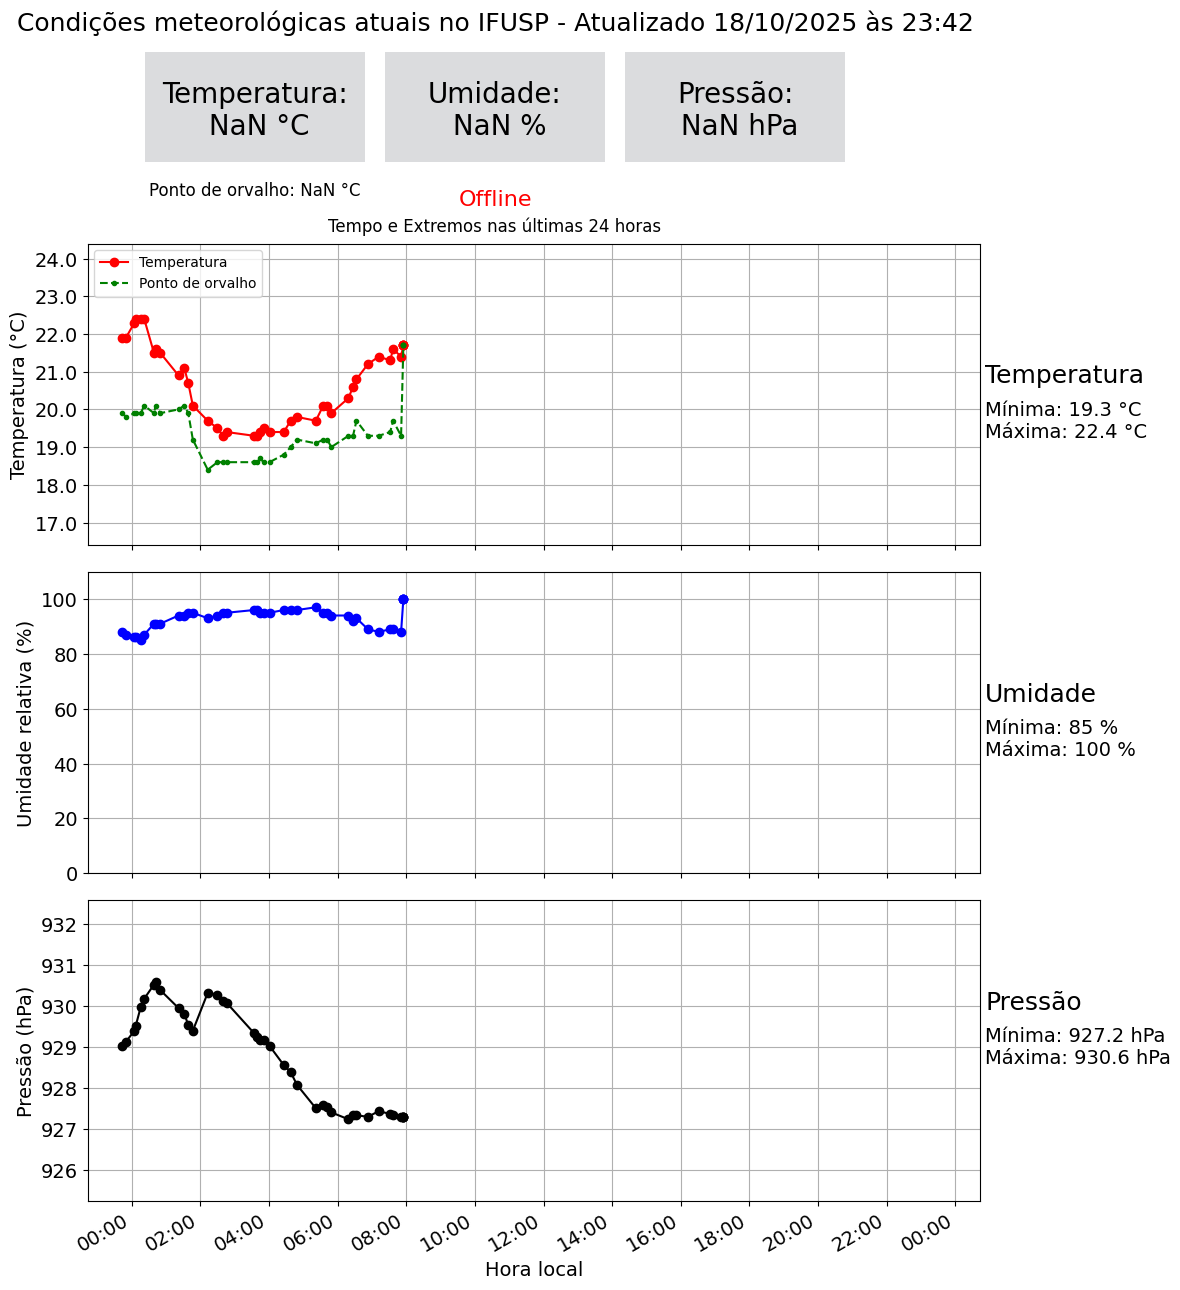 Condições meteorológicas atuais no IFUSP - Atualizado 18/10/2025 às 23:42
Temperatura:
NaN °C
Umidade:
NaN %
Pressão:
NaN hPa
Ponto de orvalho: NaN °C
Offline
Tempo e Extremos nas últimas 24 horas
Temperatura
Ponto de orvalho
Temperatura (°C)
24.0
23.0
22.0
21.0
20.0
19.0
18.0
17.0
Temperatura
Mínima: 19.3 °C
Máxima: 22.4 °C
Umidade relativa (%)
100
80
60
40
20
0
Umidade
Mínima: 85 %
Máxima: 100 %
Pressão (hPa)
932
931
930
929
928
927
926
Pressão
Mínima: 927.2 hPa
Máxima: 930.6 hPa
00:00 02:00 04:00 06:00 08:00 10:00 12:00 14:00 16:00 18:00 20:00 22:00 00:00
Hora local